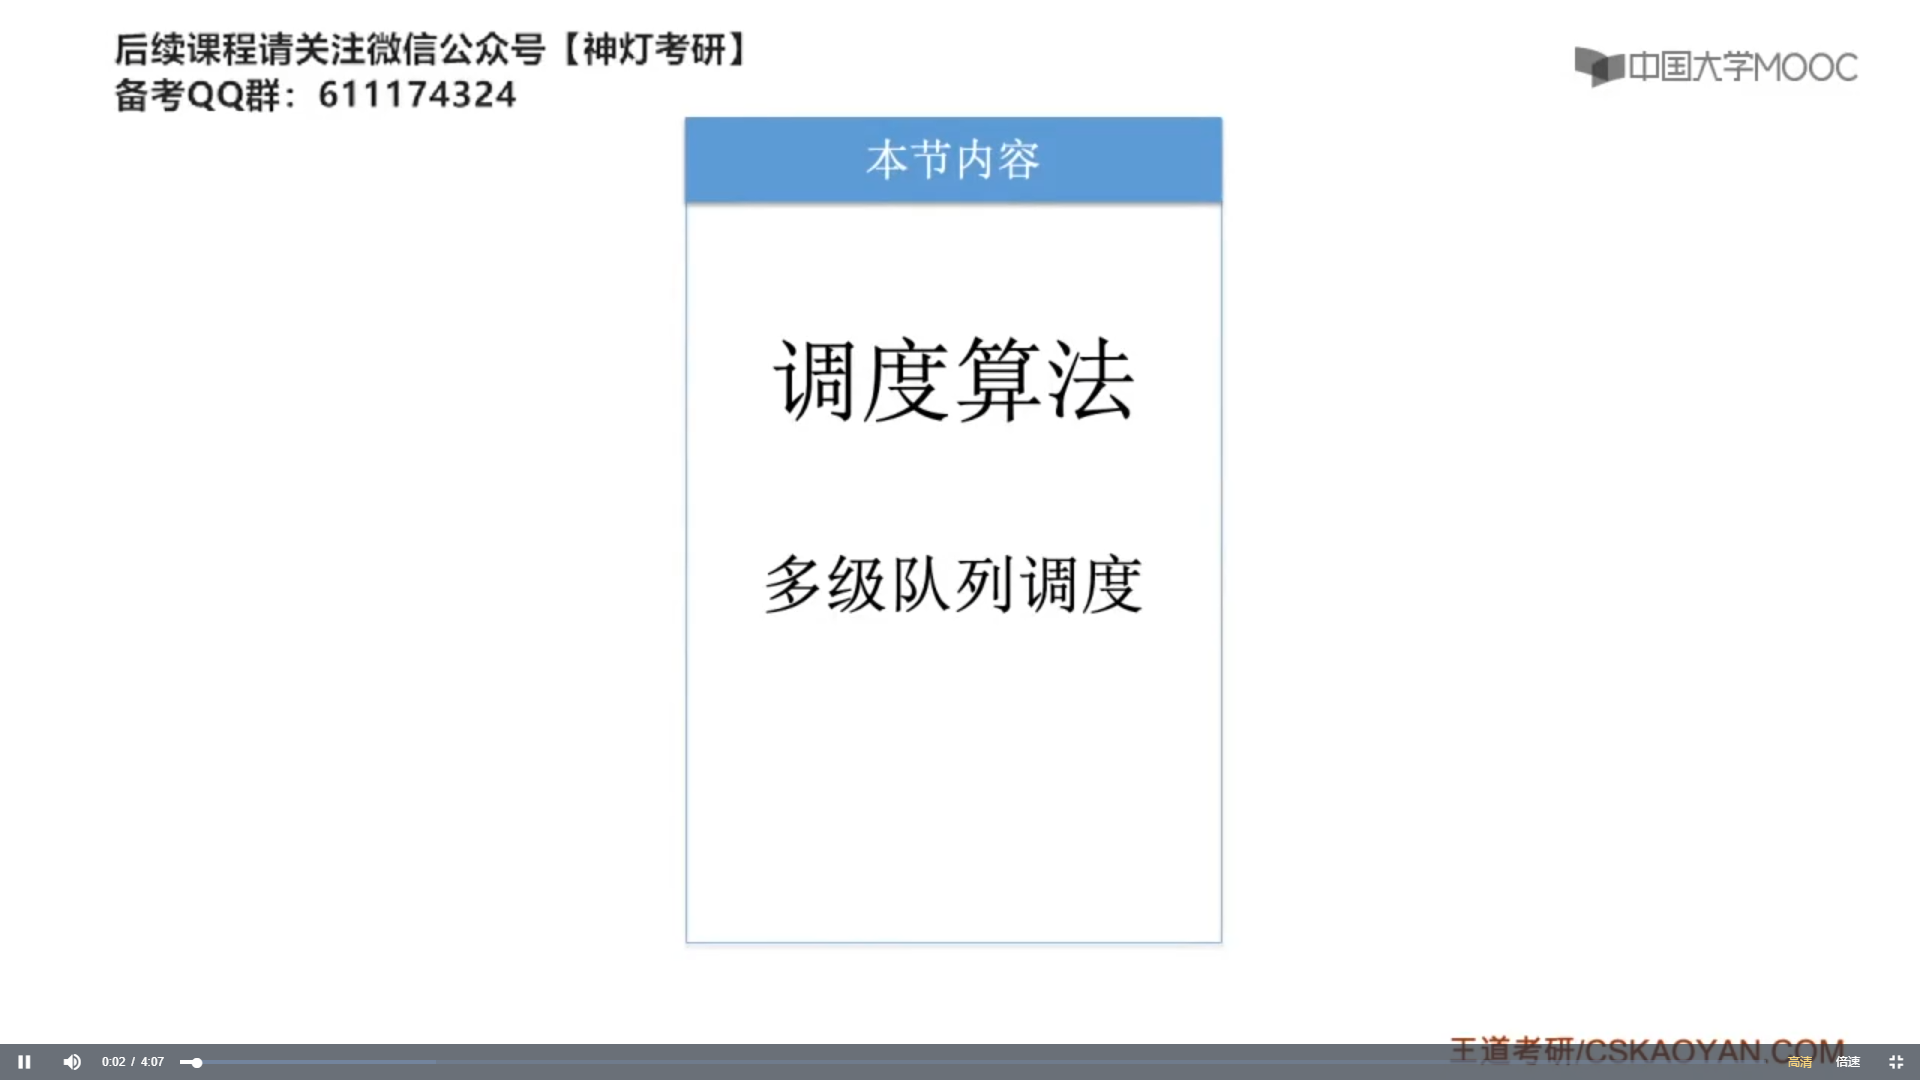 后续课程请关注微信公众号【神灯考研】
备考QQ群：611174324
中国大学MOOC
本节内容
调度算法
多级队列调度
王道考研/CSKAOYAN.COM
0:02 / 4:07
高清
倍速